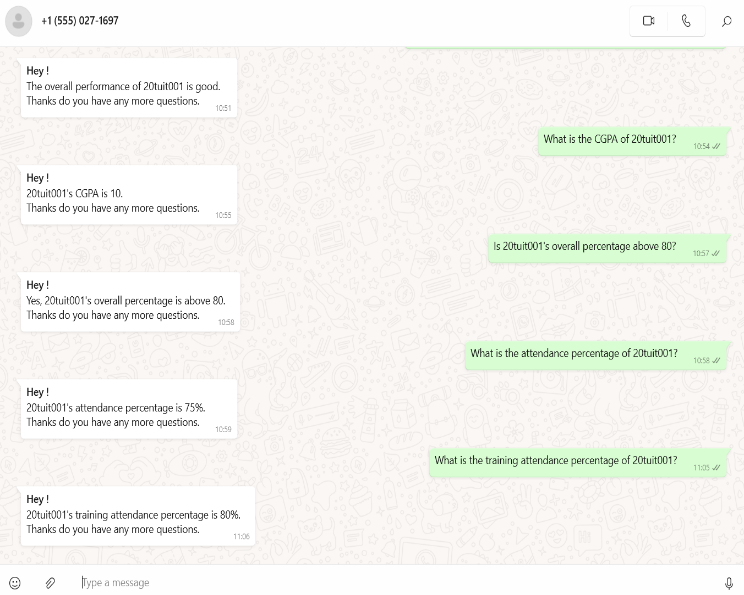 +1 (555) 027-1697
Hey !
The overall performance of 20tuit001 is good.
Thanks do you have any more questions.
10:51
What is the CGPA of 20tuit001?
10:54
Hey !
20tuit001's CGPA is 10.
Thanks do you have any more questions.
10:55
Is 20tuit001's overall percentage above 80?
10:57
Hey !
Yes, 20tuit001's overall percentage is above 80.
Thanks do you have any more questions.
10:58
What is the attendance percentage of 20tuit001?
10:58
Hey !
20tuit001's attendance percentage is 75%.
Thanks do you have any more questions.
10:59
What is the training attendance percentage of 20tuit001?
11:05
Hey !
20tuit001's training attendance percentage is 80%.
Thanks do you have any more questions.
11:06
Type a message